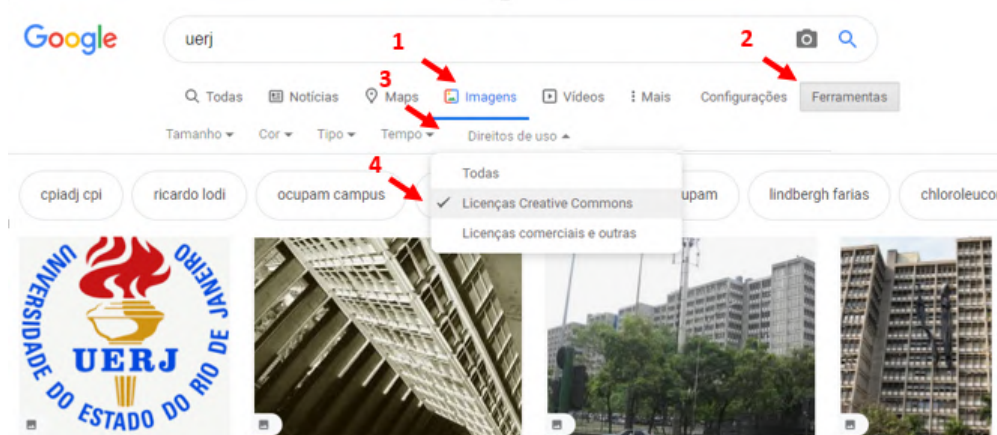 Google
uerj
1
2
3
Todas Notícias Maps Imagens Vídeos Mais Configurações Ferramentas
Tamanho Cor Tipo Tempo Direitos de uso
4
Todas
cpiadj cpi ricardo lodi ocupam campus Licenças Creative Commons upam lindbergh farias chloroleuco
Licenças comerciais e outras
UNIVERSIDADE DO ESTADO DO RIO DE JANEIRO
UERJ